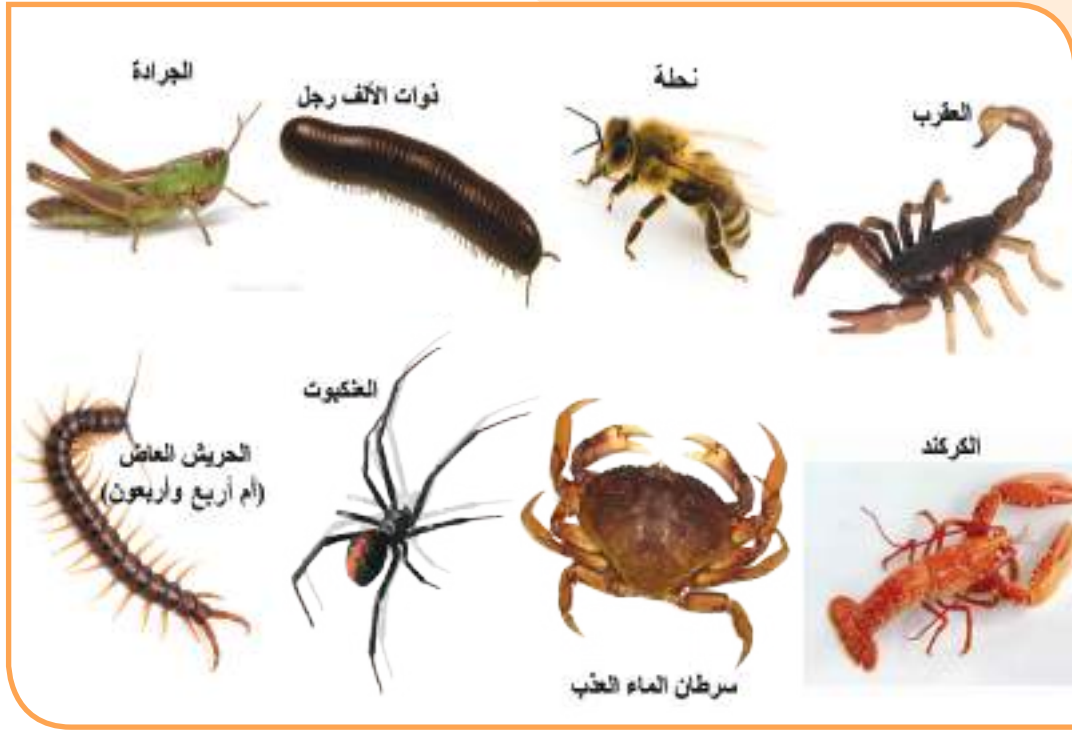 العقرب
نحلة
ذوات الألف رجل
الجرادة
الكركند
سرطان الماء العذب
العنكبوت
الحريش العاض
(أم أربع وأربعون)